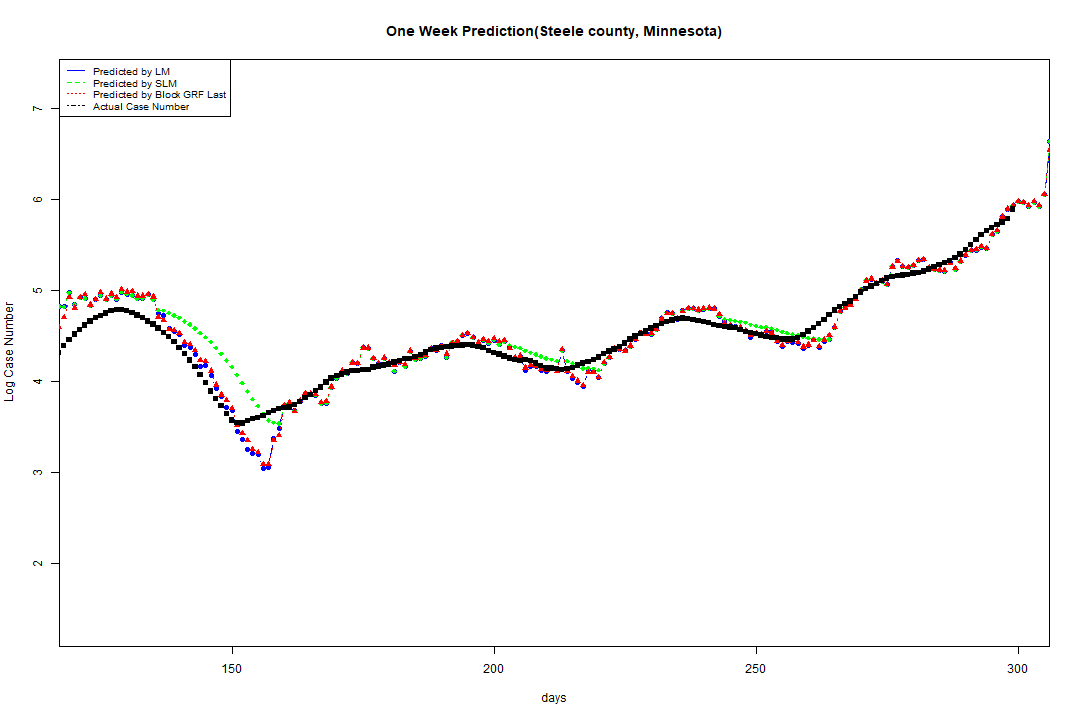 One Week Prediction(Steele county, Minnesota)
Predicted by LM
Predicted by SLM
Predicted by Block GRF Last
Actual Case Number
Log Case Number
7
6
5
4
3
2
150 200 250 300
days